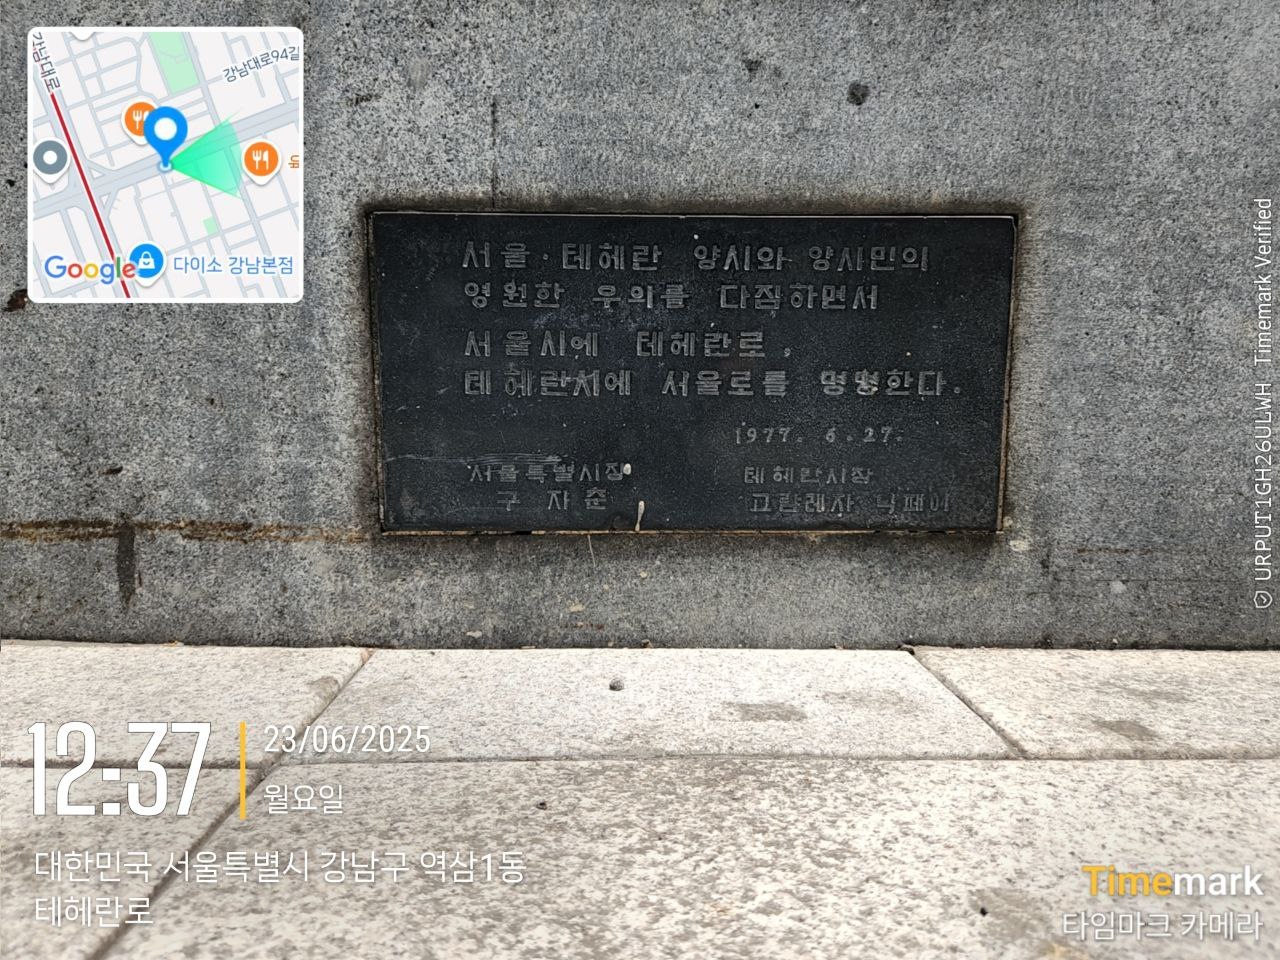 강남대로
강남대로94길
Google
다이소 강남본점
서울·테헤란 양시와 양시민의
영원한 우의를 다짐하면서
서울시에 테헤란로,
테헤란시에 서울로를 명명한다.
1977. 6. 27.
서울특별시장 테헤란시장
구 자 춘 고람레자 닉페이
12:37
23/06/2025
월요일
대한민국 서울특별시 강남구 역삼1동
테헤란로
Timemark
타임마크 카메라
URPUT1GH26ULWH Timemark Verified